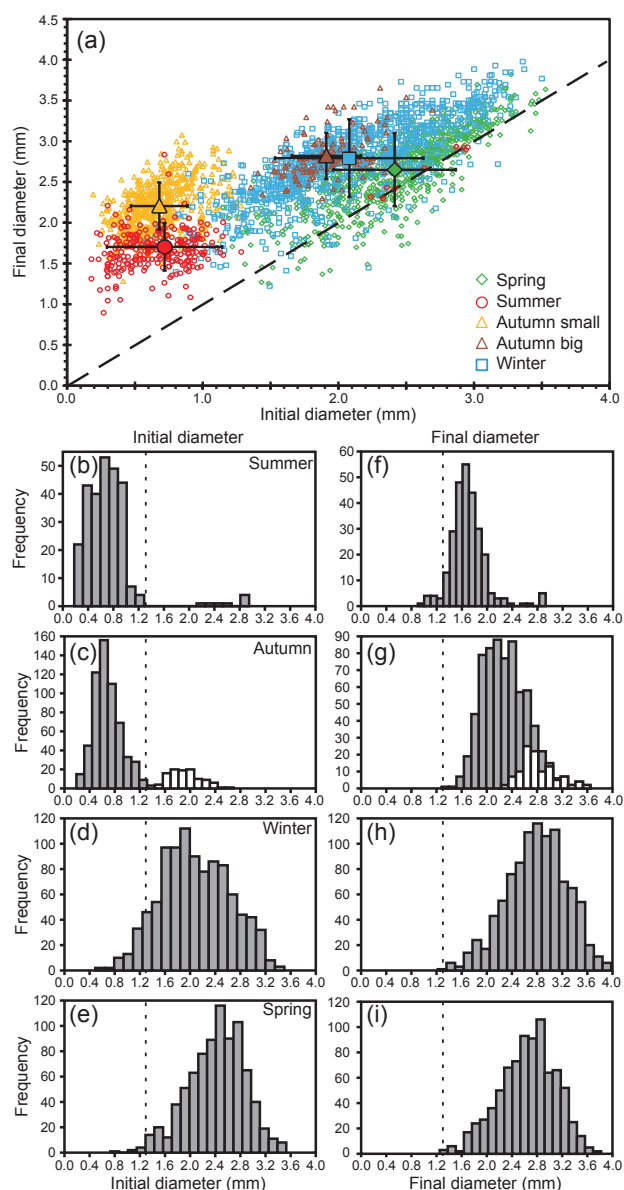 (a)
4.5
4.0
3.5
3.0
2.5
2.0
1.5
1.0
0.5
0.0
Final diameter (mm)
Spring
Summer
Autumn small
Autumn big
Winter
0.0 1.0 2.0 3.0 4.0
Initial diameter (mm)
Initial diameter Final diameter
(b) Summer
50
40
30
20
10
0
Frequency
0.0 0.4 0.8 1.2 1.6 2.0 2.4 2.8 3.2 3.6 4.0
(f)
60
50
40
30
20
10
0
0.0 0.4 0.8 1.2 1.6 2.0 2.4 2.8 3.2 3.6 4.0
(c) Autumn
160
140
120
100
80
60
40
20
0
Frequency
0.0 0.4 0.8 1.2 1.6 2.0 2.4 2.8 3.2 3.6 4.0
(g)
90
80
70
60
50
40
30
20
10
0
0.0 0.4 0.8 1.2 1.6 2.0 2.4 2.8 3.2 3.6 4.0
(d) Winter
120
100
80
60
40
20
0
Frequency
0.0 0.4 0.8 1.2 1.6 2.0 2.4 2.8 3.2 3.6 4.0
(h)
120
100
80
60
40
20
0
0.0 0.4 0.8 1.2 1.6 2.0 2.4 2.8 3.2 3.6 4.0
(e) Spring
120
100
80
60
40
20
0
Frequency
0.0 0.4 0.8 1.2 1.6 2.0 2.4 2.8 3.2 3.6 4.0
Initial diameter (mm)
(i)
120
100
80
60
40
20
0
0.0 0.4 0.8 1.2 1.6 2.0 2.4 2.8 3.2 3.6 4.0
Final diameter (mm)